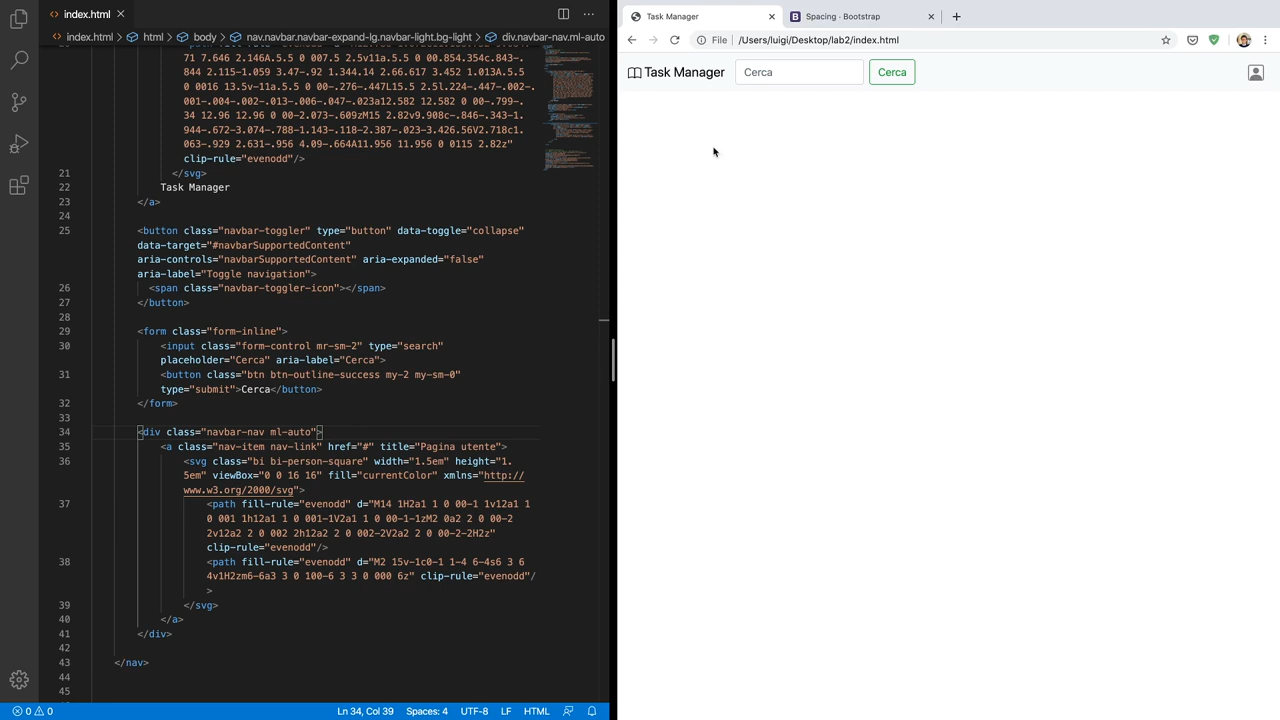 index.html
index.html
html
body
nav.navbar.navbar-expand-lg.navbar-light.bg-light
div.navbar-nav.ml-auto
71 7.646 2.146A.5.5 0 007.5 2.5v11a.5.5 0 00.854.354c.843-.
844 2.115-1.059 3.47-.92 1.344.14 2.66.617 3.452 1.013A.5.5
0 0016 13.5v-11a.5.5 0 00-.276-.447L15.5 2.5l.224-.447-.002-.
001-.004-.002-.013-.006-.047-.023a12.582 12.582 0 00-.799-.
34 12.96 12.96 0 00-2.073-.609zM15 2.82v9.908c-.846-.343-1.
944-.672-3.074-.788-1.143-.118-2.387-.023-3.426.56V2.718c1.
063-.929 2.631-.956 4.09-.664A11.956 11.956 0 0115 2.82z"
clip-rule="evenodd"/>
21 </svg>
22 Task Manager
23 </a>
24
25 <button class="navbar-toggler" type="button" data-toggle="collapse"
data-target="#navbarSupportedContent"
aria-controls="navbarSupportedContent" aria-expanded="false"
aria-label="Toggle navigation">
26 <span class="navbar-toggler-icon"></span>
27 </button>
28
29 <form class="form-inline">
30 <input class="form-control mr-sm-2" type="search"
placeholder="Cerca" aria-label="Cerca">
31 <button class="btn btn-outline-success my-2 my-sm-0"
type="submit">Cerca</button>
32 </form>
33
34 <div class="navbar-nav ml-auto">
35 <a class="nav-item nav-link" href="#" title="Pagina utente">
36 <svg class="bi bi-person-square" width="1.5em" height="1.
5em" viewBox="0 0 16 16" fill="currentColor" xmlns="http://
www.w3.org/2000/svg">
37 <path fill-rule="evenodd" d="M14 1H2a1 1 0 00-1 1v12a1 1
0 001 1h12a1 1 0 001-1V2a1 1 0 00-1-1zM2 0a2 2 0 00-2
2v12a2 2 0 002 2h12a2 2 0 002-2V2a2 2 0 00-2-2H2z"
clip-rule="evenodd"/>
38 <path fill-rule="evenodd" d="M2 15v-1c0-1 1-4 6-4s6 3 6
4v1H2zm6-6a3 3 0 100-6 3 3 0 000 6z" clip-rule="evenodd"/
>
39 </svg>
40 </a>
41 </div>
42
43 </nav>
44
45
0 0
Ln 34, Col 39
Spaces: 4
UTF-8
LF
HTML
Task Manager
Spacing · Bootstrap
File
/Users/luigi/Desktop/lab2/index.html
Task Manager
Cerca
Cerca